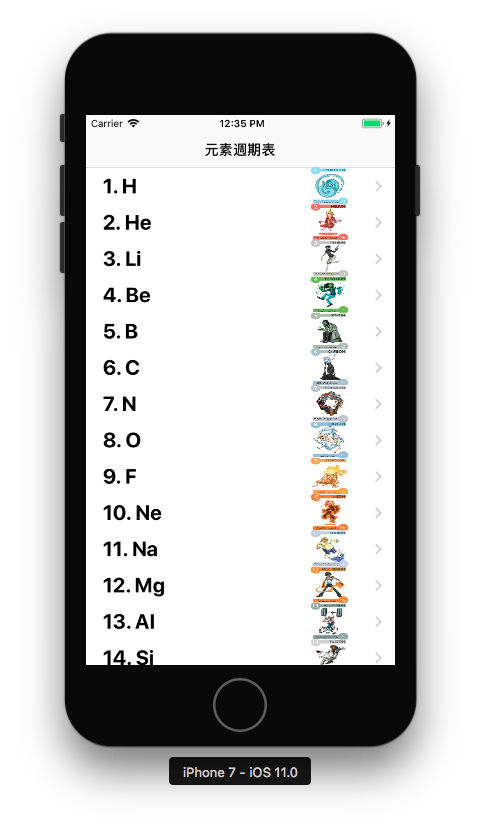 Carrier 12:35 PM
元素週期表
1. H
2. He
3. Li
4. Be
5. B
6. C
7. N
8. O
9. F
10. Ne
11. Na
12. Mg
13. Al
14. Si
iPhone 7 - iOS 11.0